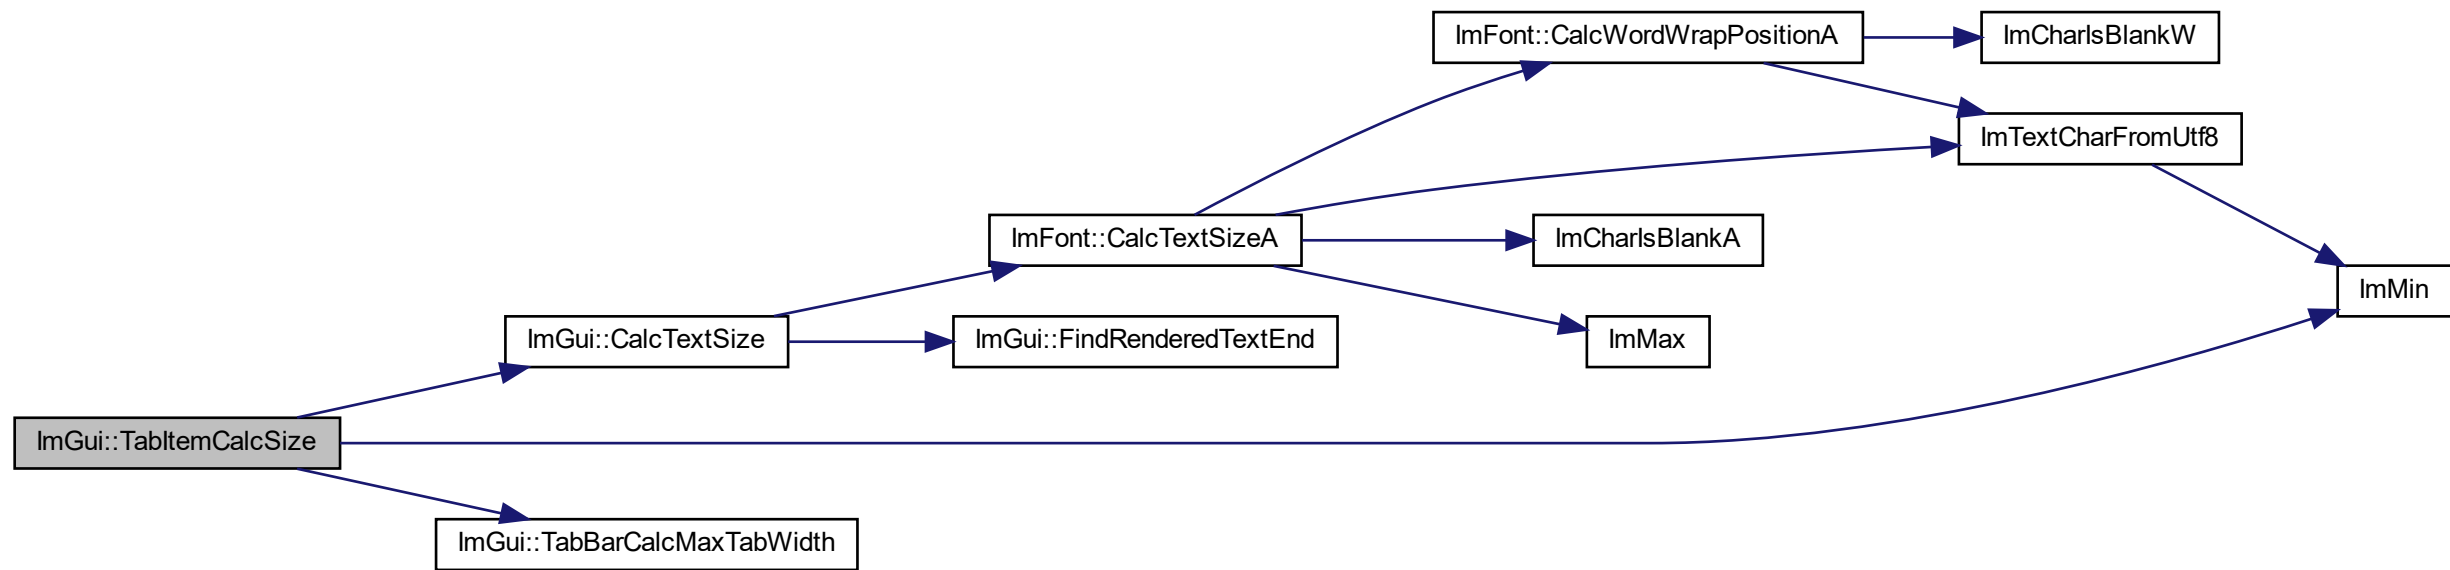 ImFont::CalcWordWrapPositionA
ImCharIsBlankW
ImTextCharFromUtf8
ImFont::CalcTextSizeA
ImCharIsBlankA
ImMin
ImGui::CalcTextSize
ImGui::FindRenderedTextEnd
ImMax
ImGui::TabItemCalcSize
ImGui::TabBarCalcMaxTabWidth